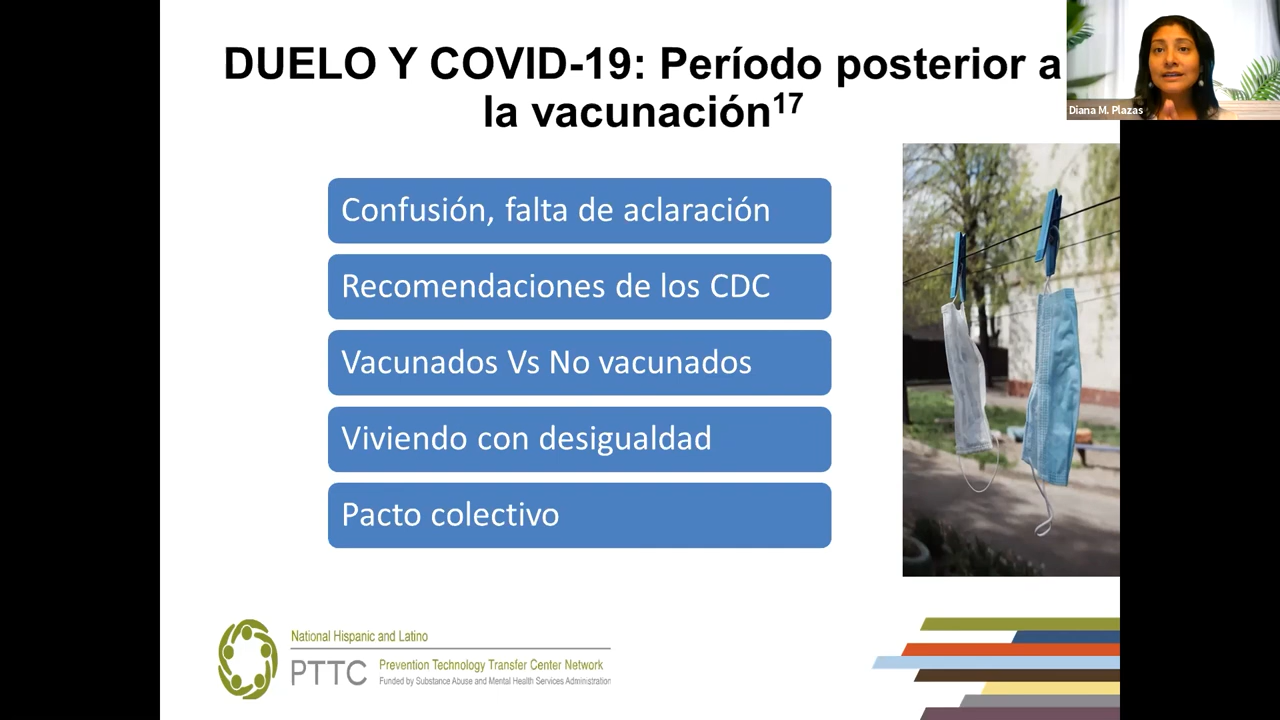 DUELO Y COVID-19: Período posterior a
la vacunación17
Diana M. Plazas
Confusión, falta de aclaración
Recomendaciones de los CDC
Vacunados Vs No vacunados
Viviendo con desigualdad
Pacto colectivo
National Hispanic and Latino
PTTC
Prevention Technology Transfer Center Network
Funded by Substance Abuse and Mental Health Services Administration